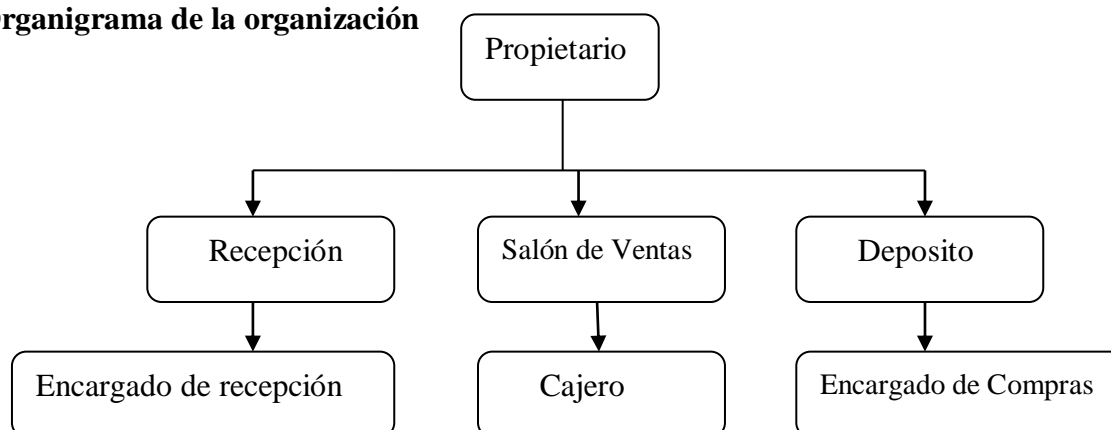 rganigrama de la organización
Propietario
Recepción
Salón de Ventas
Deposito
Encargado de recepción
Cajero
Encargado de Compras